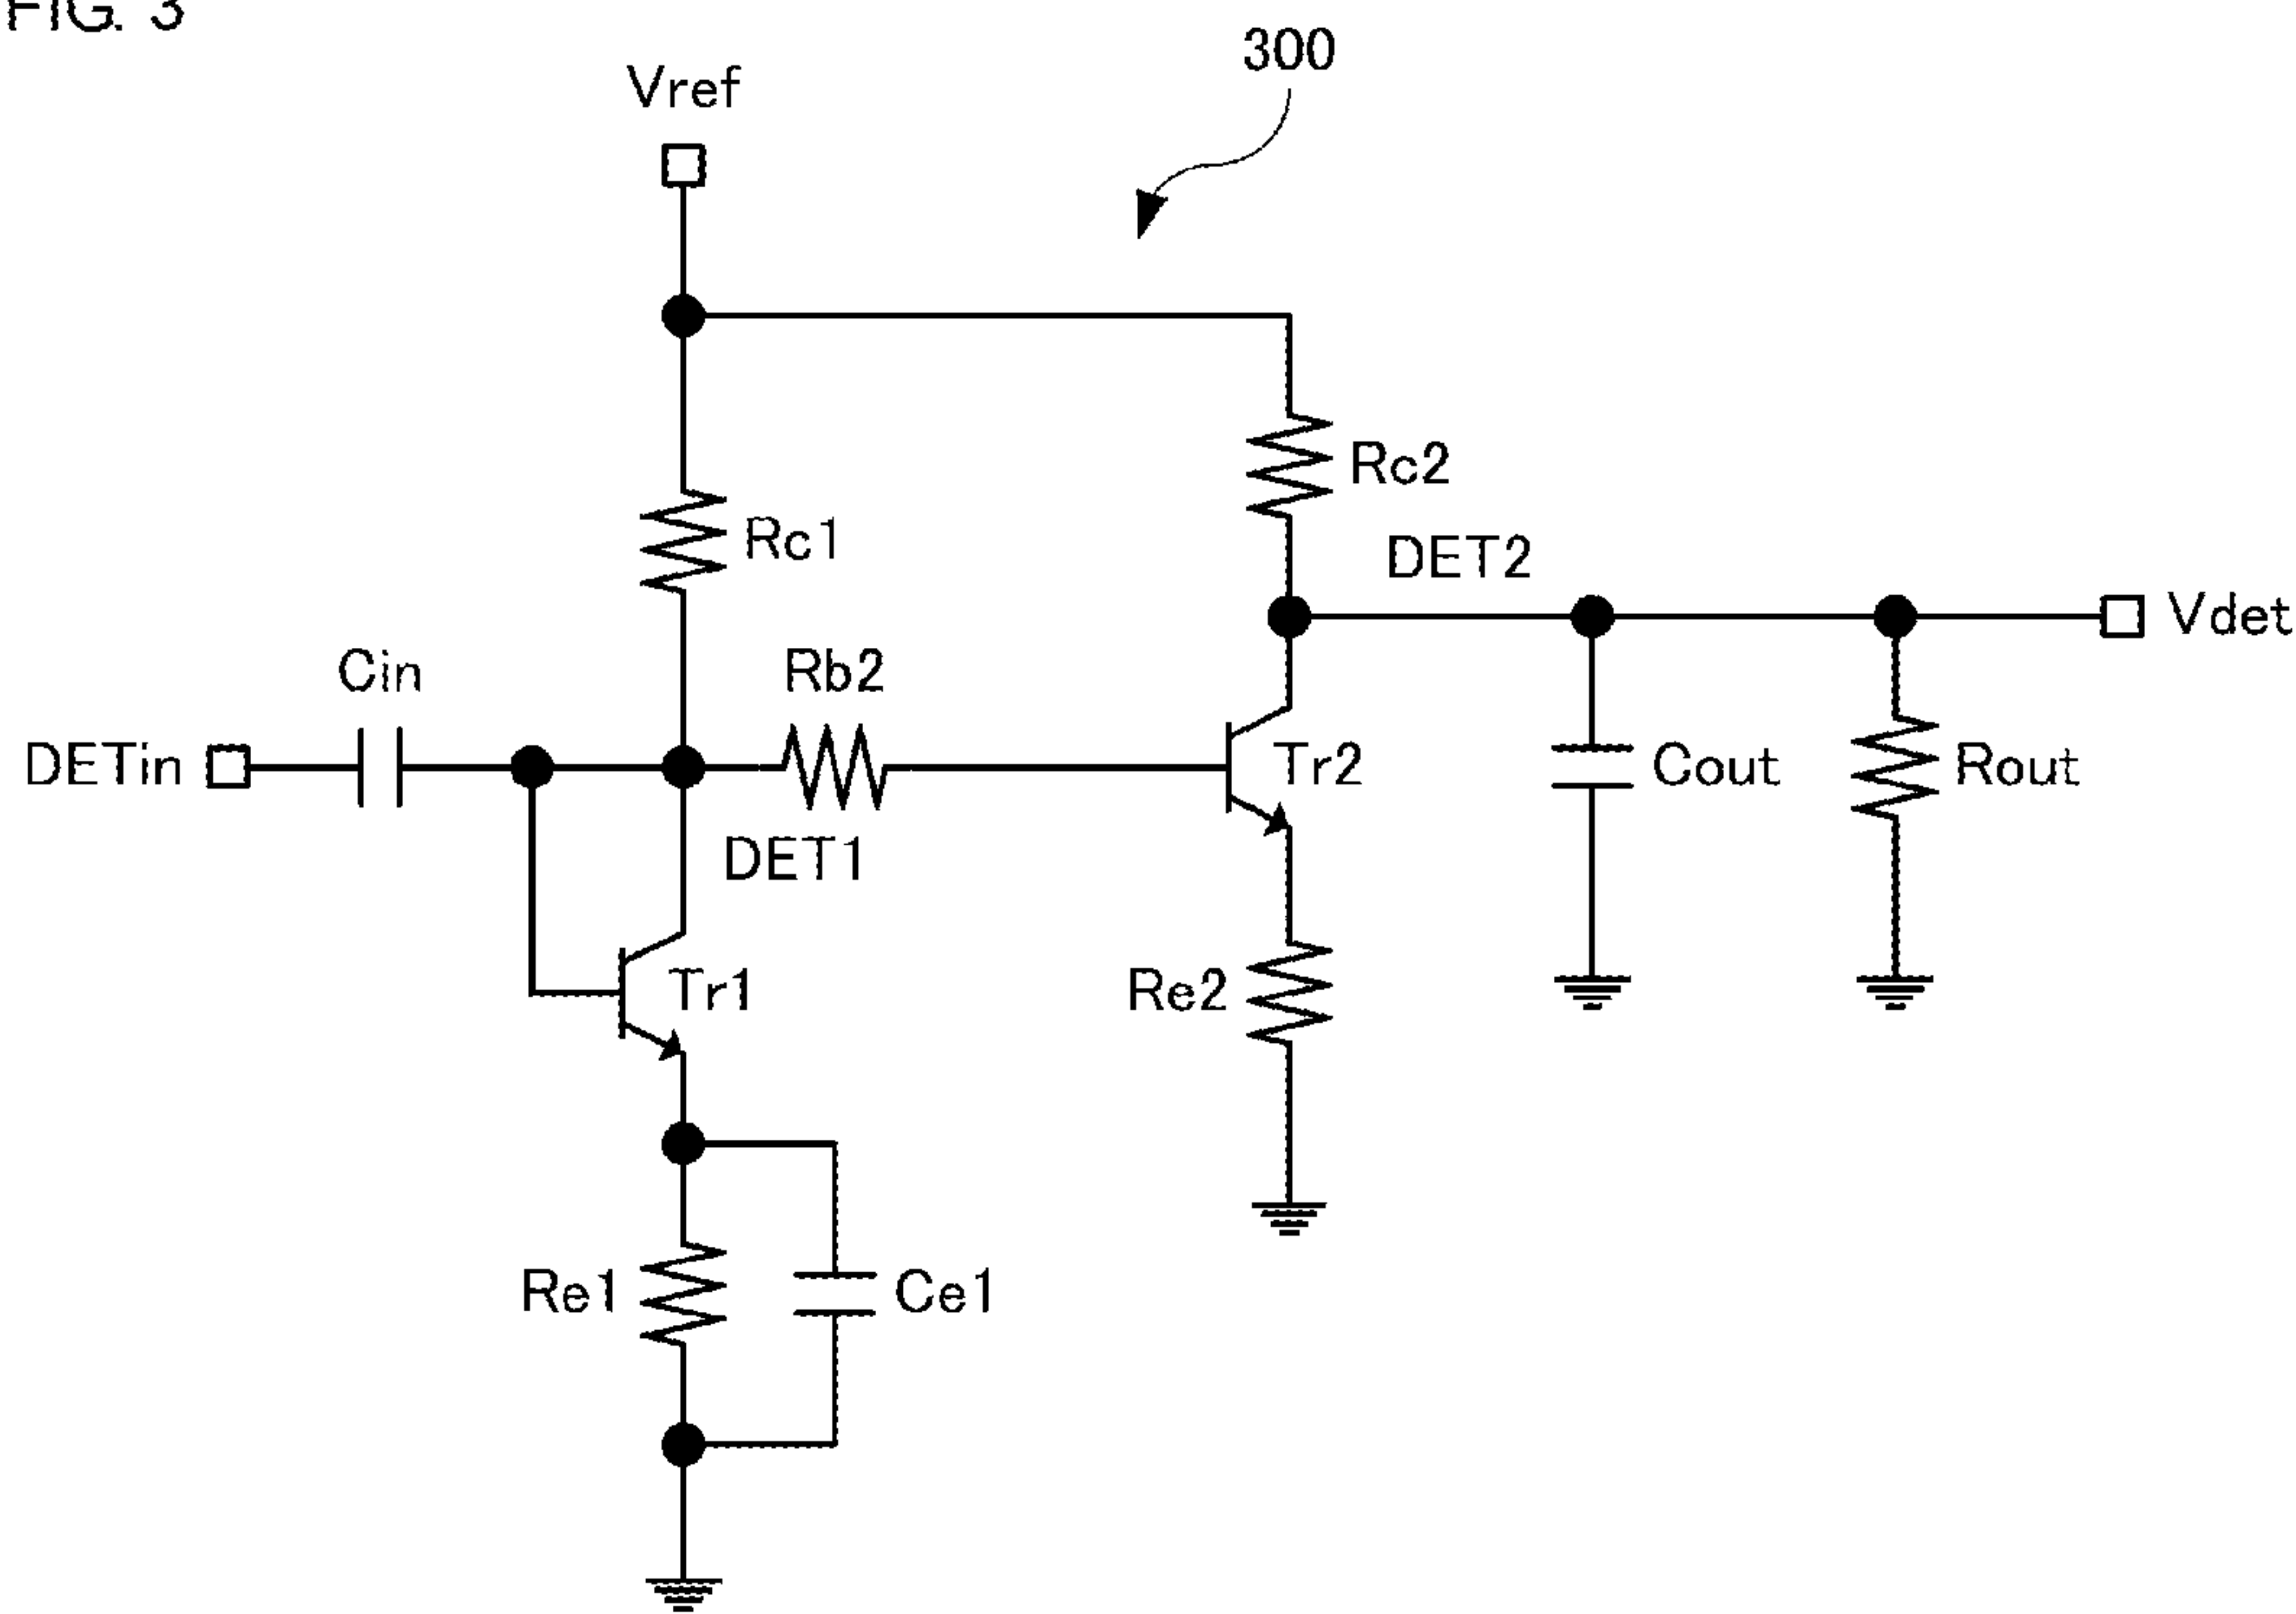 FIG. 3
300
Vref
Rc2
Rc1
DET2
Vdet
Cin
Rb2
DETin
Tr2
Cout
Rout
DET1
Tr1
Re2
Re1
Ce1